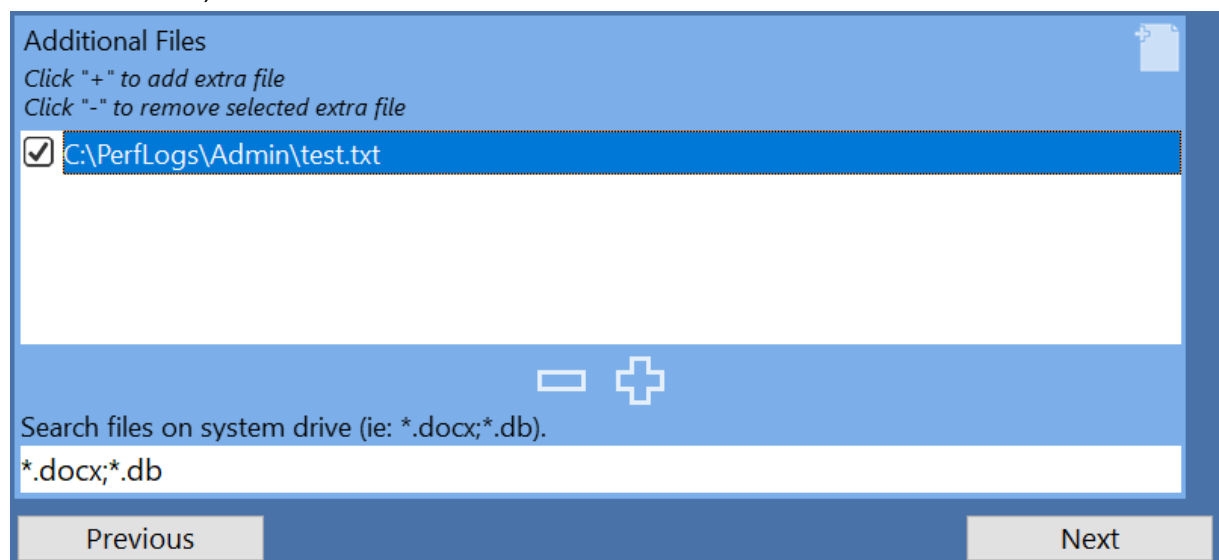 Additional Files
Click "+" to add extra file
Click "-" to remove selected extra file
C:\PerfLogs\Admin\test.txt
Search files on system drive (ie: *.docx;*.db).
*.docx;*.db
Previous
Next